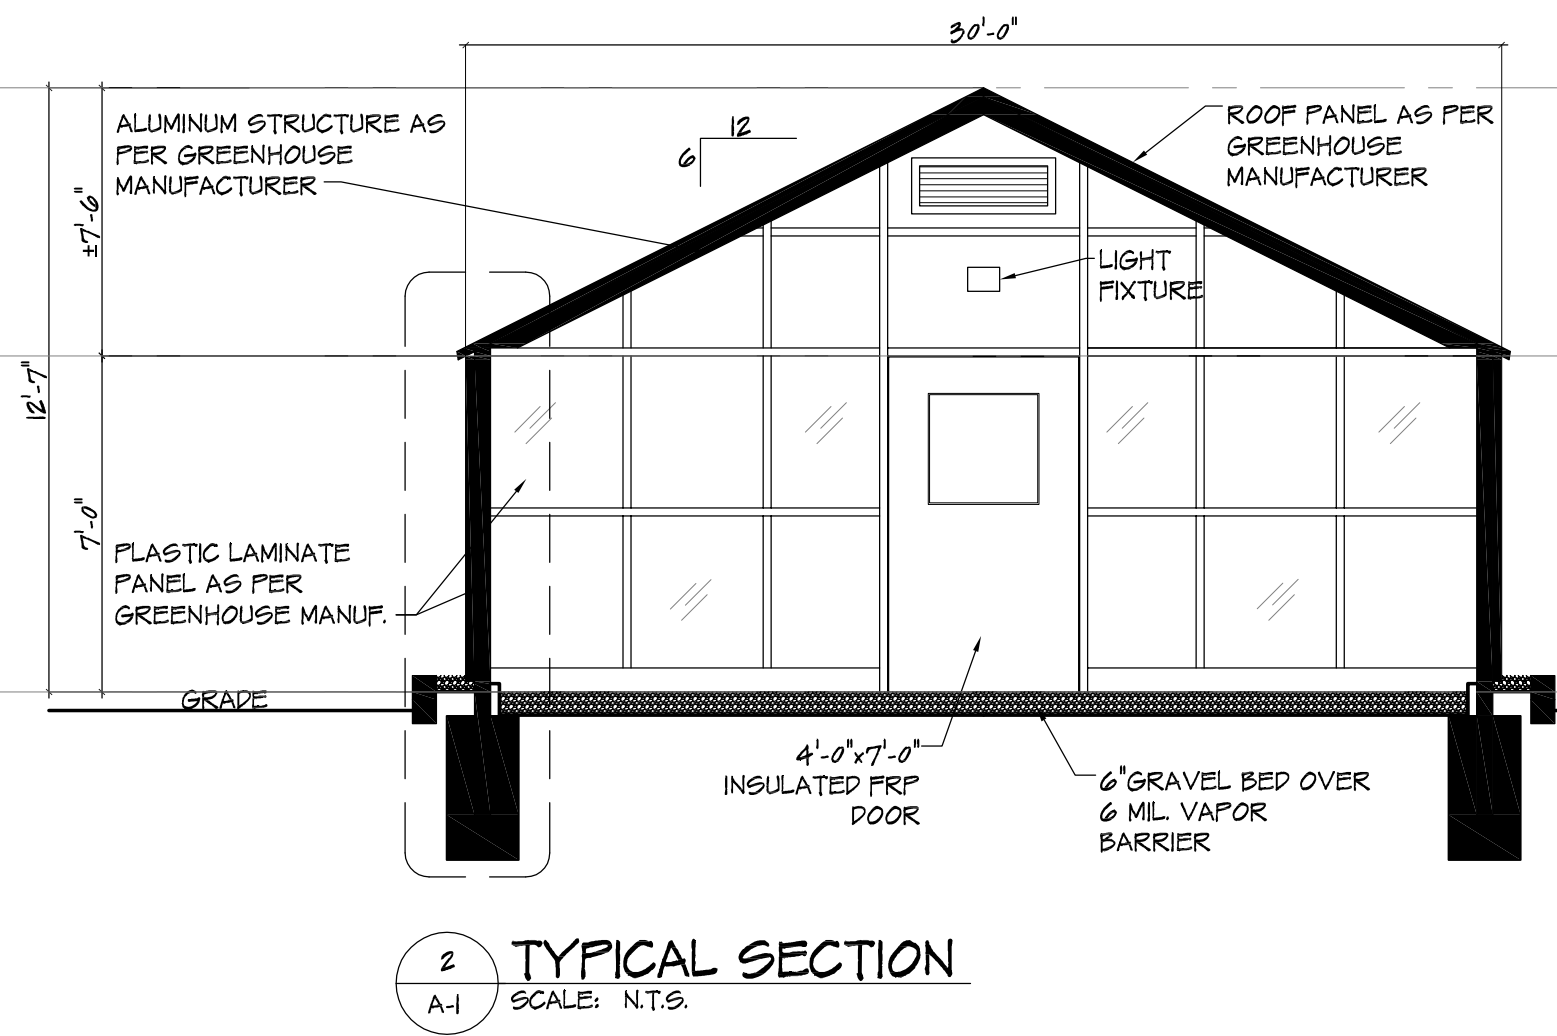 30'-0"
ALUMINUM STRUCTURE AS
PER GREENHOUSE
MANUFACTURER
12
6
ROOF PANEL AS PER
GREENHOUSE
MANUFACTURER
±7'-6"
LIGHT
FIXTURE
12'-7"
7'-0"
PLASTIC LAMINATE
PANEL AS PER
GREENHOUSE MANUF.
GRADE
4'-0"x7'-0"
INSULATED FRP
DOOR
6"GRAVEL BED OVER
6 MIL. VAPOR
BARRIER
2
A-1
TYPICAL SECTION
SCALE: N.T.S.